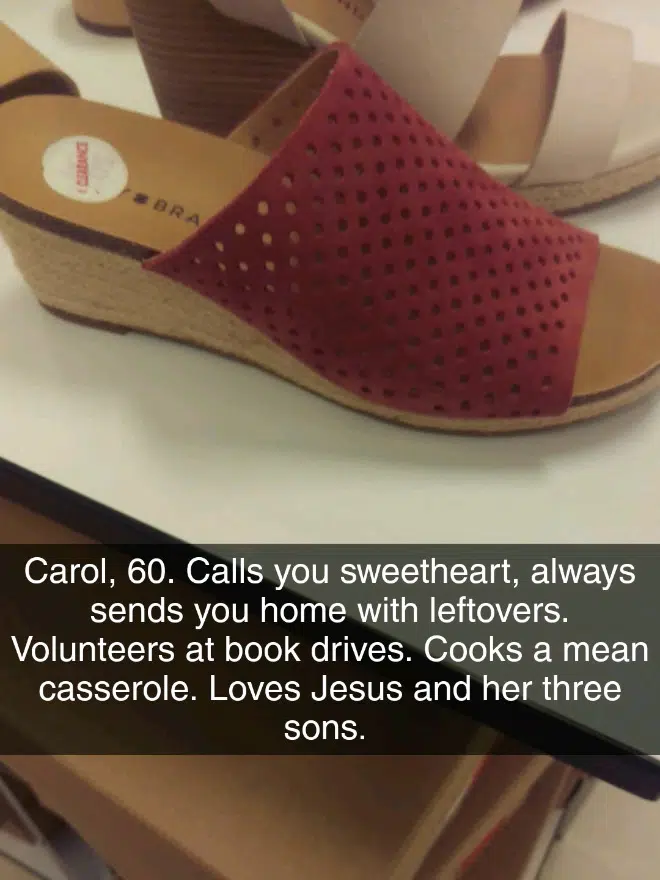 CLEARANCE
BRA
Carol, 60. Calls you sweetheart, always
sends you home with leftovers.
Volunteers at book drives. Cooks a mean
casserole. Loves Jesus and her three
sons.